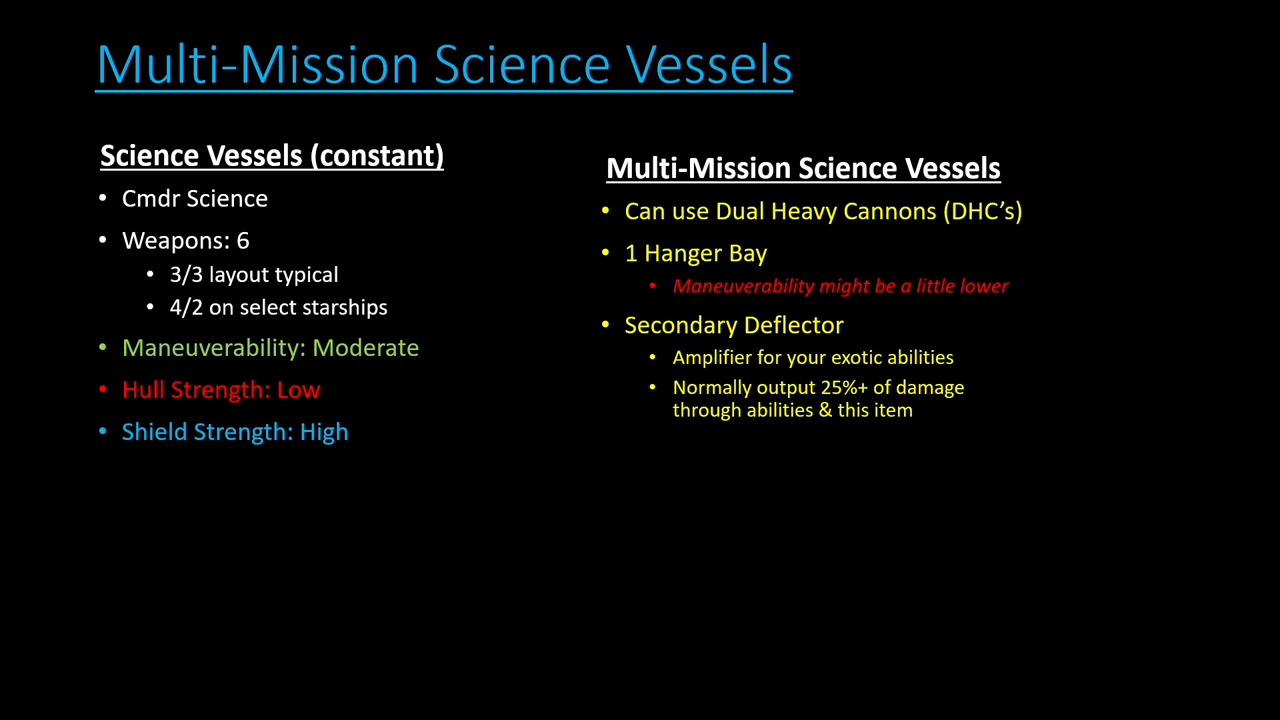 Multi-Mission Science Vessels
Science Vessels (constant)
• Cmdr Science
• Weapons: 6
• 3/3 layout typical
• 4/2 on select starships
• Maneuverability: Moderate
• Hull Strength: Low
• Shield Strength: High
Multi-Mission Science Vessels
• Can use Dual Heavy Cannons (DHC’s)
• 1 Hanger Bay
• Maneuverability might be a little lower
• Secondary Deflector
• Amplifier for your exotic abilities
• Normally output 25%+ of damage
through abilities & this item